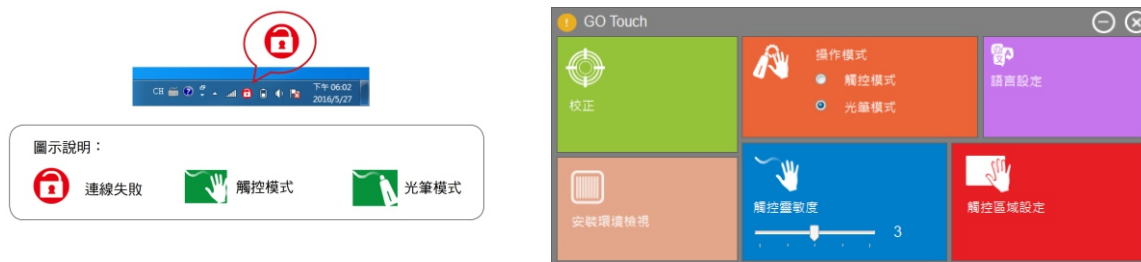 CH
下午 06:02
2016/5/27
圖示說明：
連線失敗
觸控模式
光筆模式
GO Touch
校正
操作模式
觸控模式
光筆模式
語言設定
安裝環境檢視
觸控靈敏度
3
觸控區域設定